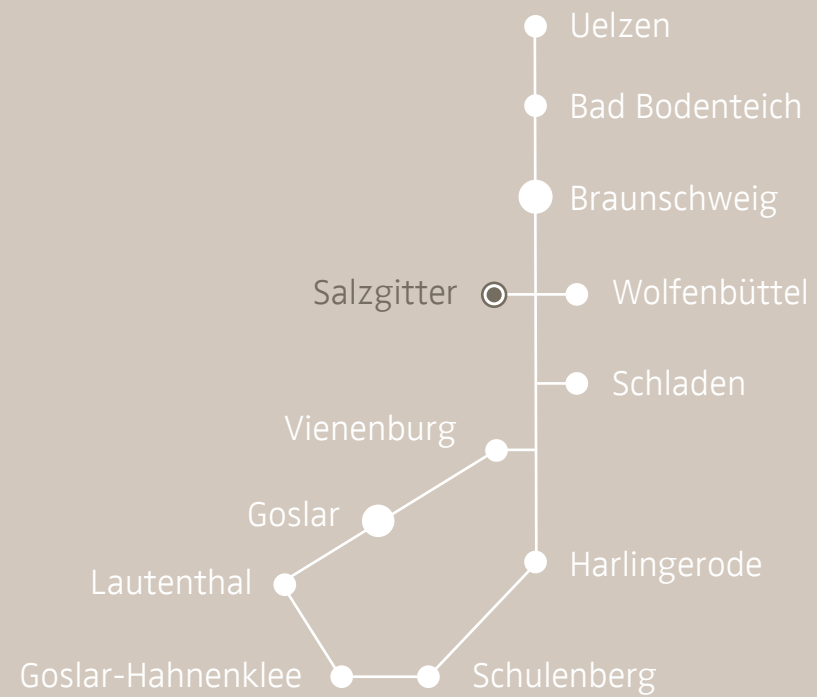 Uelzen
Bad Bodenteich
Braunschweig
Salzgitter
Wolfenbüttel
Schladen
Vienenburg
Goslar
Harlingerode
Lautenthal
Goslar-Hahnenklee
Schulenberg